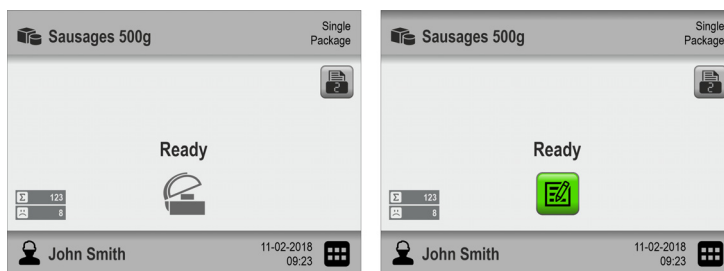 Sausages 500g
Single
Package
Ready
Σ 123
8
John Smith
11-02-2018
09:23
Sausages 500g
Single
Package
Ready
Σ 123
8
John Smith
11-02-2018
09:23